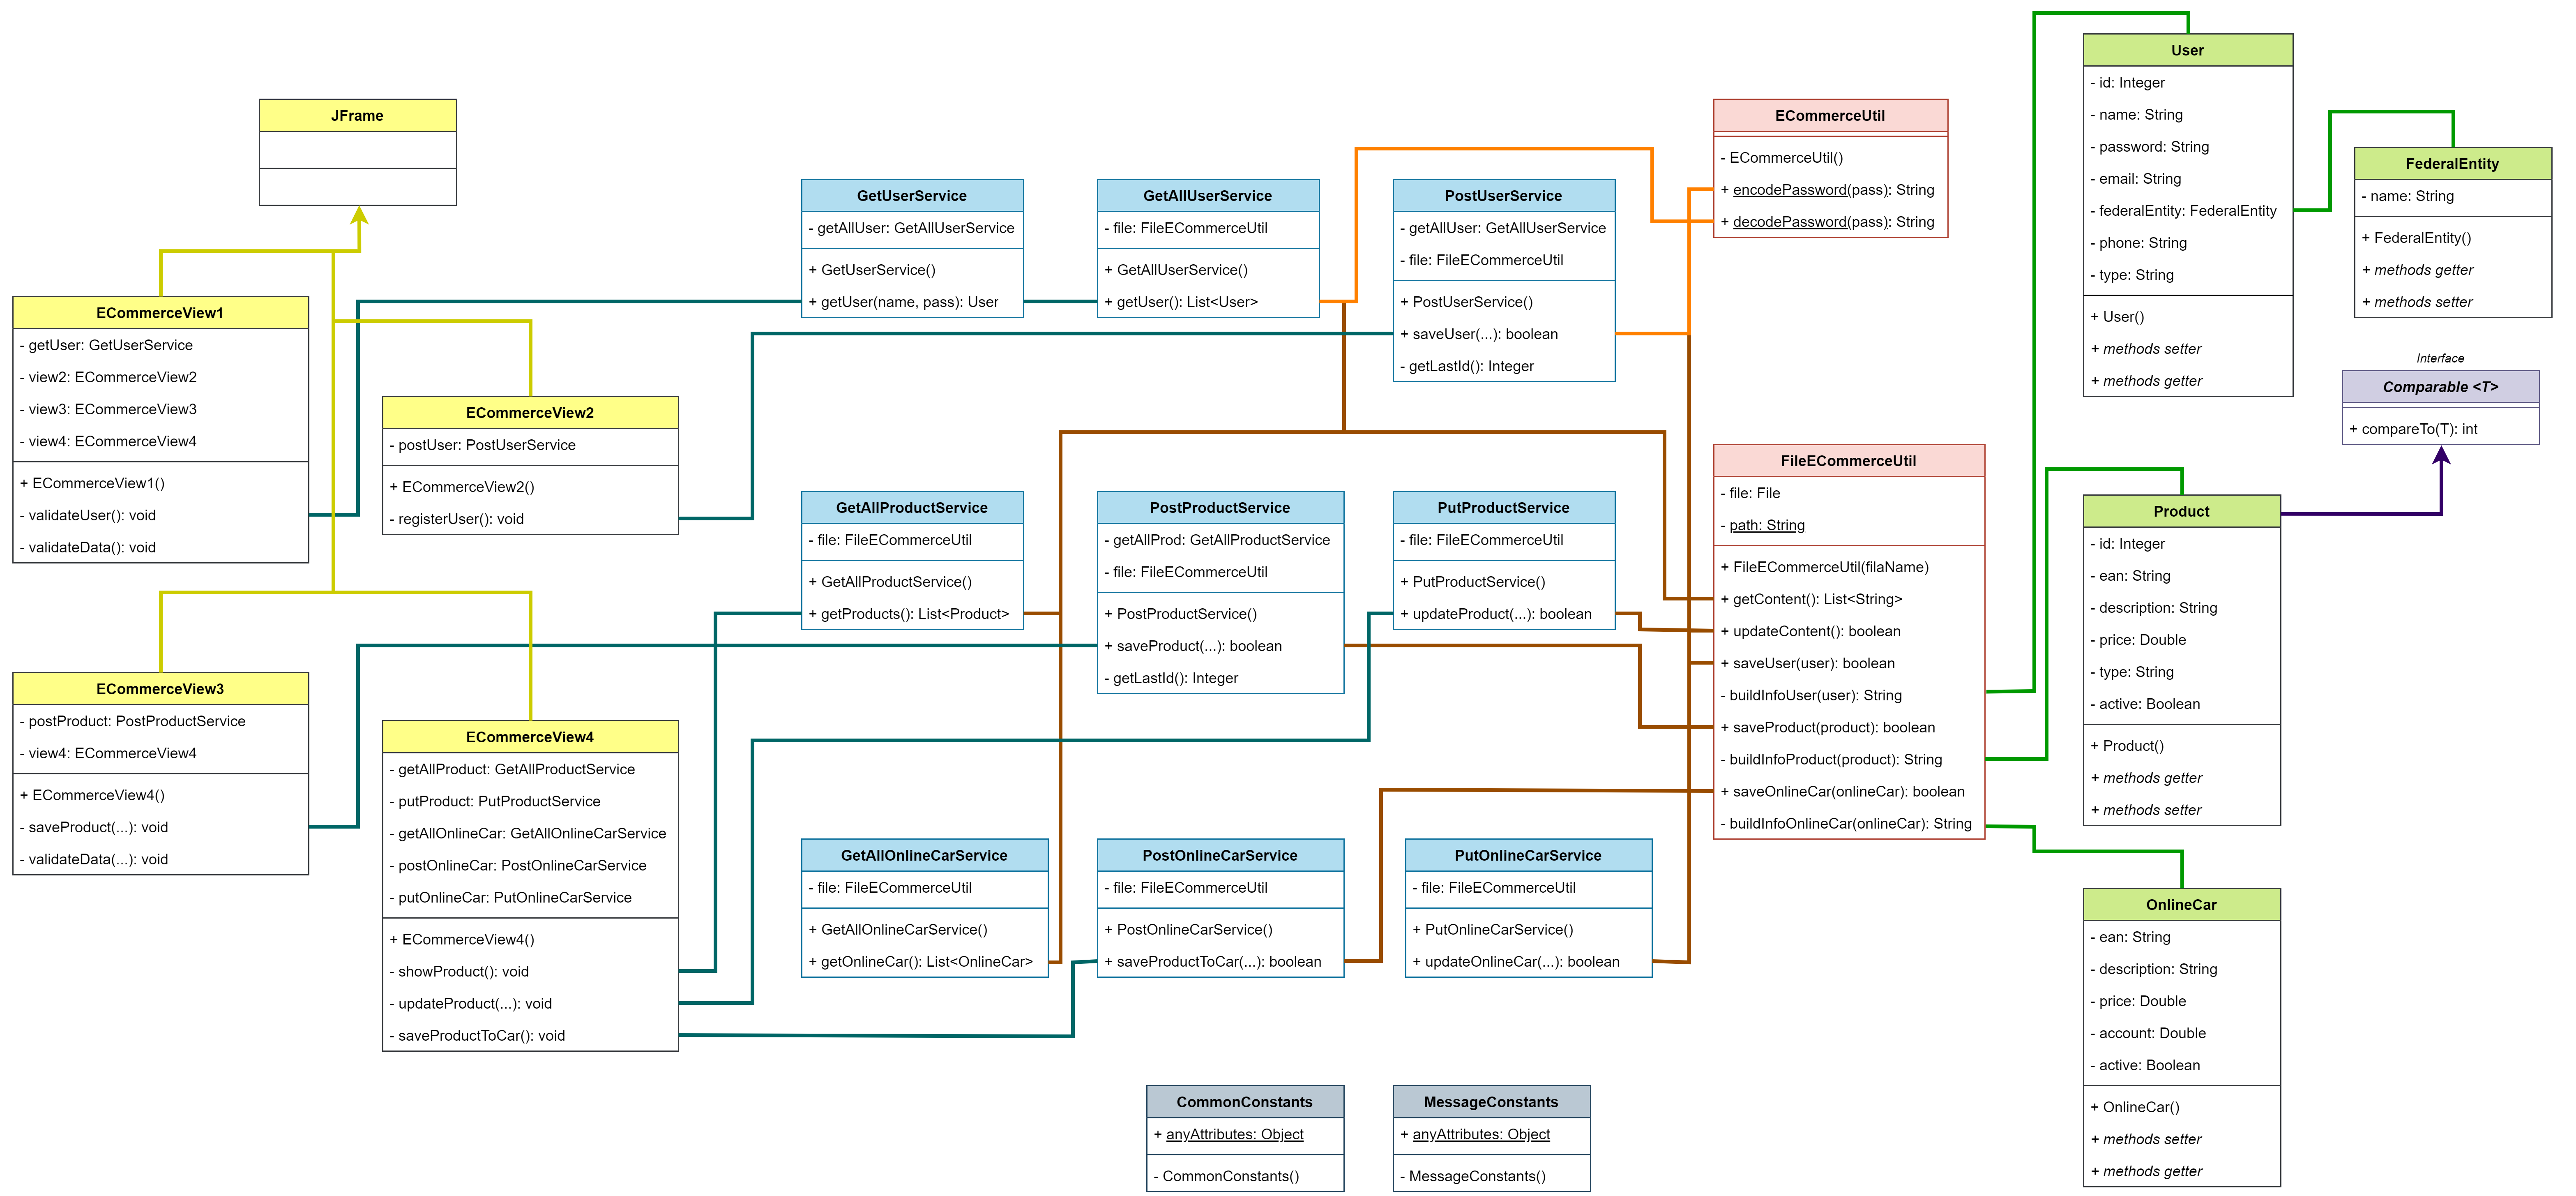 JFrame
ECommerceView1
- getUser: GetUserService
- view2: ECommerceView2
- view3: ECommerceView3
- view4: ECommerceView4
+ ECommerceView1()
- validateUser(): void
- validateData(): void
ECommerceView2
- postUser: PostUserService
+ ECommerceView2()
- registerUser(): void
ECommerceView3
- postProduct: PostProductService
- view4: ECommerceView4
+ ECommerceView4()
- saveProduct(...): void
- validateData(...): void
ECommerceView4
- getAllProduct: GetAllProductService
- putProduct: PutProductService
- getAllOnlineCar: GetAllOnlineCarService
- postOnlineCar: PostOnlineCarService
- putOnlineCar: PutOnlineCarService
+ ECommerceView4()
- showProduct(): void
- updateProduct(...): void
- saveProductToCar(): void
GetUserService
- getAllUser: GetAllUserService
+ GetUserService()
+ getUser(name, pass): User
GetAllUserService
- file: FileECommerceUtil
+ GetAllUserService()
+ getUser(): List<User>
PostUserService
- getAllUser: GetAllUserService
- file: FileECommerceUtil
+ PostUserService()
+ saveUser(...): boolean
- getLastId(): Integer
GetAllProductService
- file: FileECommerceUtil
+ GetAllProductService()
+ getProducts(): List<Product>
PostProductService
- getAllProd: GetAllProductService
- file: FileECommerceUtil
+ PostProductService()
+ saveProduct(...): boolean
- getLastId(): Integer
PutProductService
- file: FileECommerceUtil
+ PutProductService()
+ updateProduct(...): boolean
GetAllOnlineCarService
- file: FileECommerceUtil
+ GetAllOnlineCarService()
+ getOnlineCar(): List<OnlineCar>
PostOnlineCarService
- file: FileECommerceUtil
+ PostOnlineCarService()
+ saveProductToCar(...): boolean
PutOnlineCarService
- file: FileECommerceUtil
+ PutOnlineCarService()
+ updateOnlineCar(...): boolean
CommonConstants
+ anyAttributes: Object
- CommonConstants()
MessageConstants
+ anyAttributes: Object
- MessageConstants()
ECommerceUtil
- ECommerceUtil()
+ encodePassword(pass): String
+ decodePassword(pass): String
FileECommerceUtil
- file: File
- path: String
+ FileECommerceUtil(filaName)
+ getContent(): List<String>
+ updateContent(): boolean
+ saveUser(user): boolean
- buildInfoUser(user): String
+ saveProduct(product): boolean
- buildInfoProduct(product): String
+ saveOnlineCar(onlineCar): boolean
- buildInfoOnlineCar(onlineCar): String
User
- id: Integer
- name: String
- password: String
- email: String
- federalEntity: FederalEntity
- phone: String
- type: String
+ User()
+ methods setter
+ methods getter
FederalEntity
- name: String
+ FederalEntity()
+ methods getter
+ methods setter
Interface
Comparable <T>
+ compareTo(T): int
Product
- id: Integer
- ean: String
- description: String
- price: Double
- type: String
- active: Boolean
+ Product()
+ methods getter
+ methods setter
OnlineCar
- ean: String
- description: String
- price: Double
- account: Double
- active: Boolean
+ OnlineCar()
+ methods setter
+ methods getter